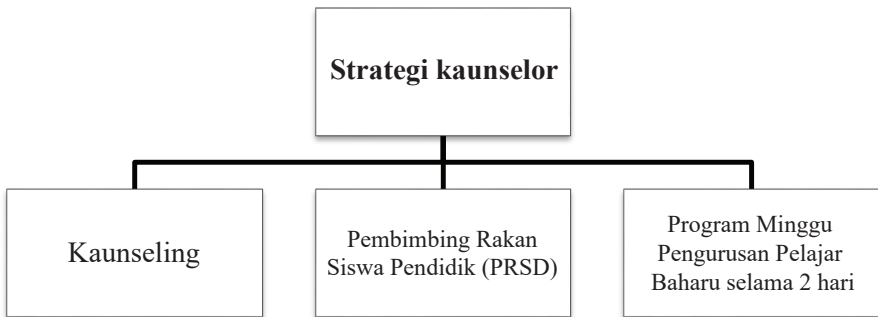 Strategi kaunselor
Kaunseling
Pembimbing Rakan
Siswa Pendidik (PRSD)
Program Minggu
Pengurusan Pelajar
Baharu selama 2 hari